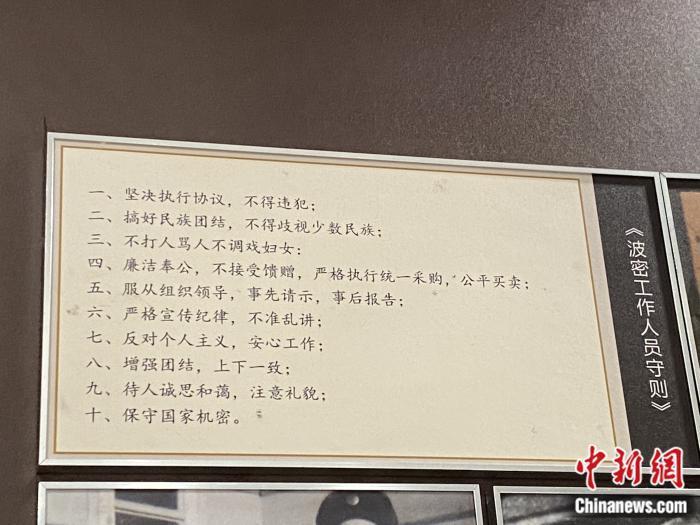 一、坚决执行协议，不得违犯；
二、搞好民族团结，不得歧视少数民族；
三、不打人骂人不调戏妇女：
四、廉洁奉公，不接受馈赠，严格执行统一采购，公平买卖；
五、服从组织领导，事先请示，事后报告；
六、严格宣传纪律，不准乱讲；
七、反对个人主义，安心工作；
八、增强团结，上下一致；
九、待人诚思和蔼，注意礼貌；
十、保守国家机密。
《波密工作人员守则》
中新网
Chinanews.com